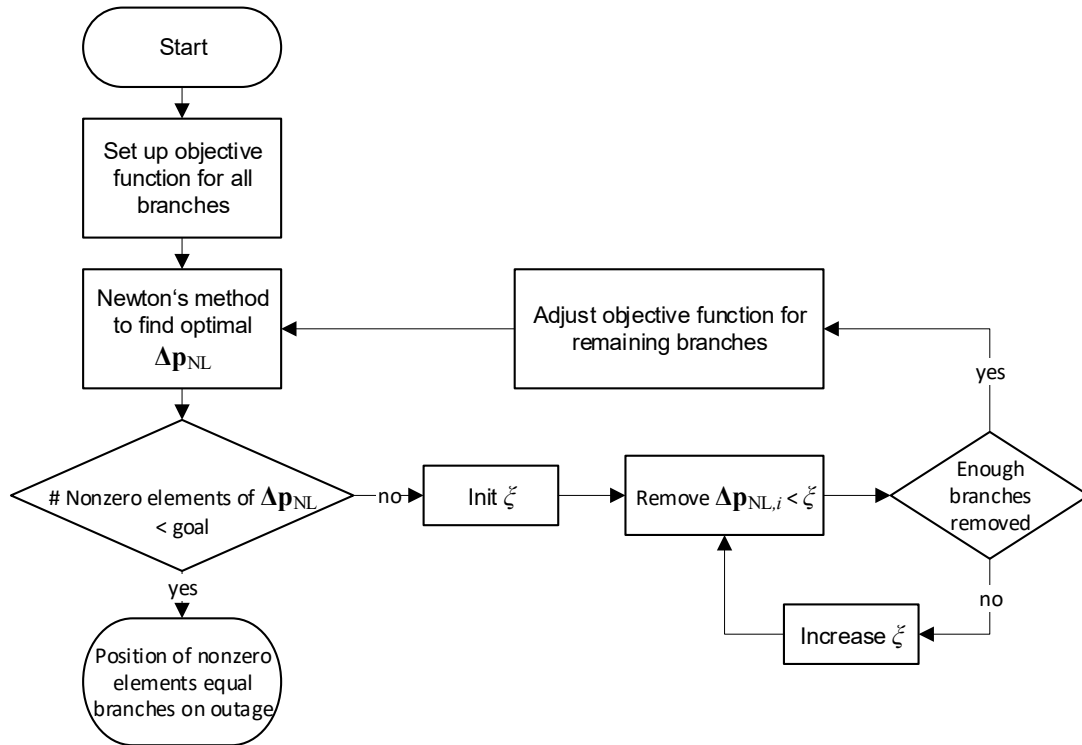 Start
Set up objective
function for all
branches
Newton‘s method
to find optimal
Δp_NL
Adjust objective function for
remaining branches
yes
# Nonzero elements of Δp_NL
< goal
no
Init ξ
Remove Δp_NL,i < ξ
Enough
branches
removed
yes
no
Increase ξ
Position of nonzero
elements equal
branches on outage